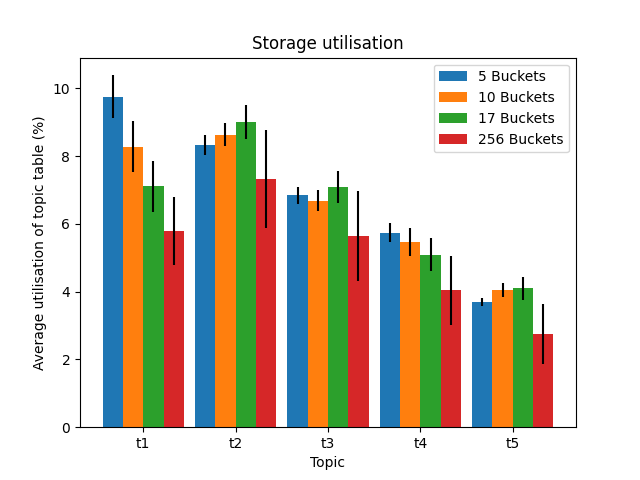 Storage utilisation
5 Buckets
10 Buckets
17 Buckets
256 Buckets
Average utilisation of topic table (%)
10
8
6
4
2
0
t1 t2 t3 t4 t5
Topic